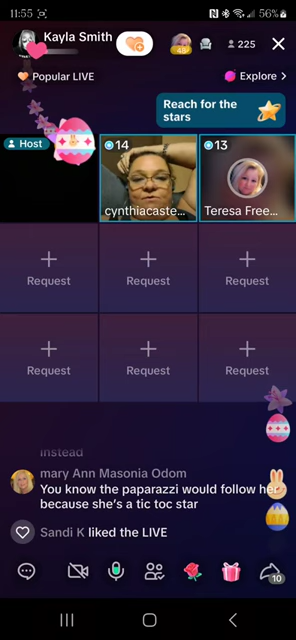 11:55
56%
Kayla Smith
225
Popular LIVE
Explore >
Reach for the
stars
Host
14
13
cynthiacaste...
Teresa Free...
+ + +
Request Request Request
+ + +
Request Request Request
instead
mary Ann Masonia Odom
You know the paparazzi would follow her
because she's a tic toc star
Sandi K liked the LIVE
10